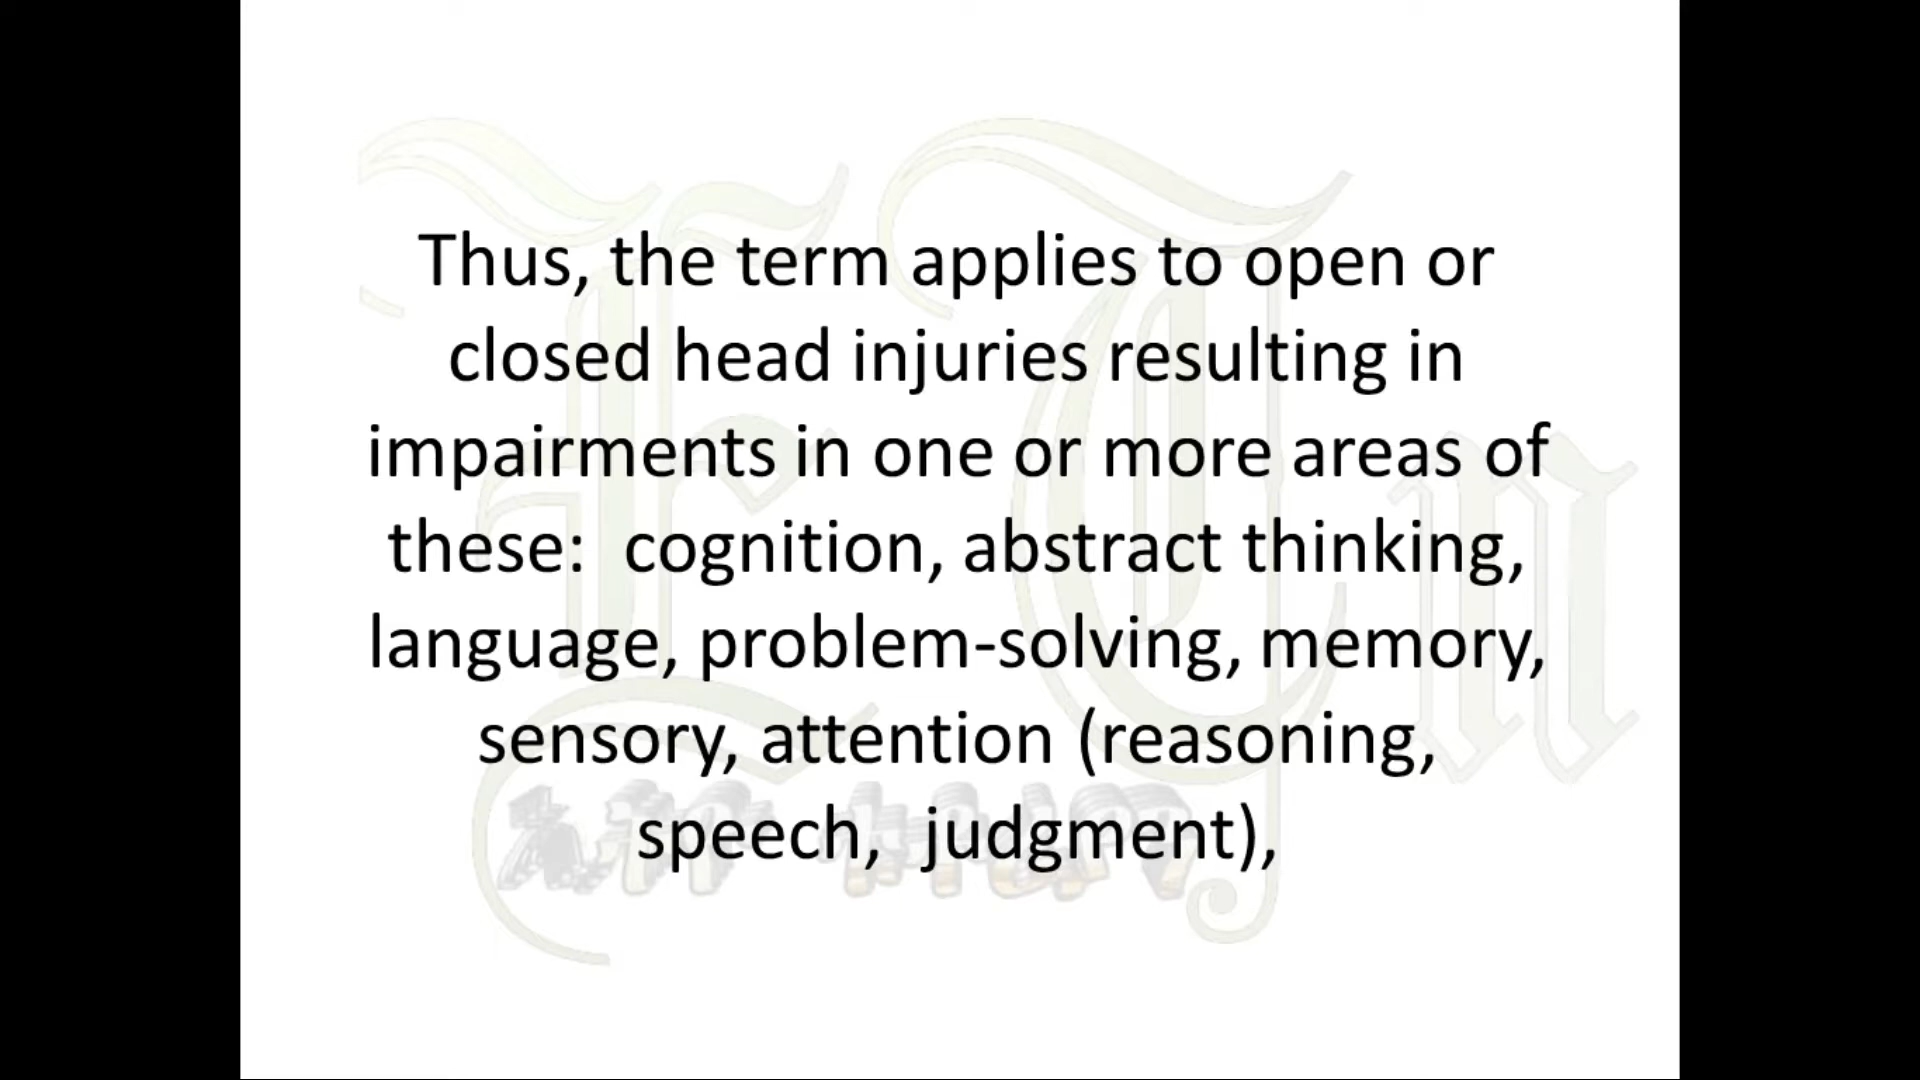 Thus, the term applies to open or
closed head injuries resulting in
impairments in one or more areas of
these:  cognition, abstract thinking,
language, problem-solving, memory,
sensory, attention (reasoning,
speech,  judgment),